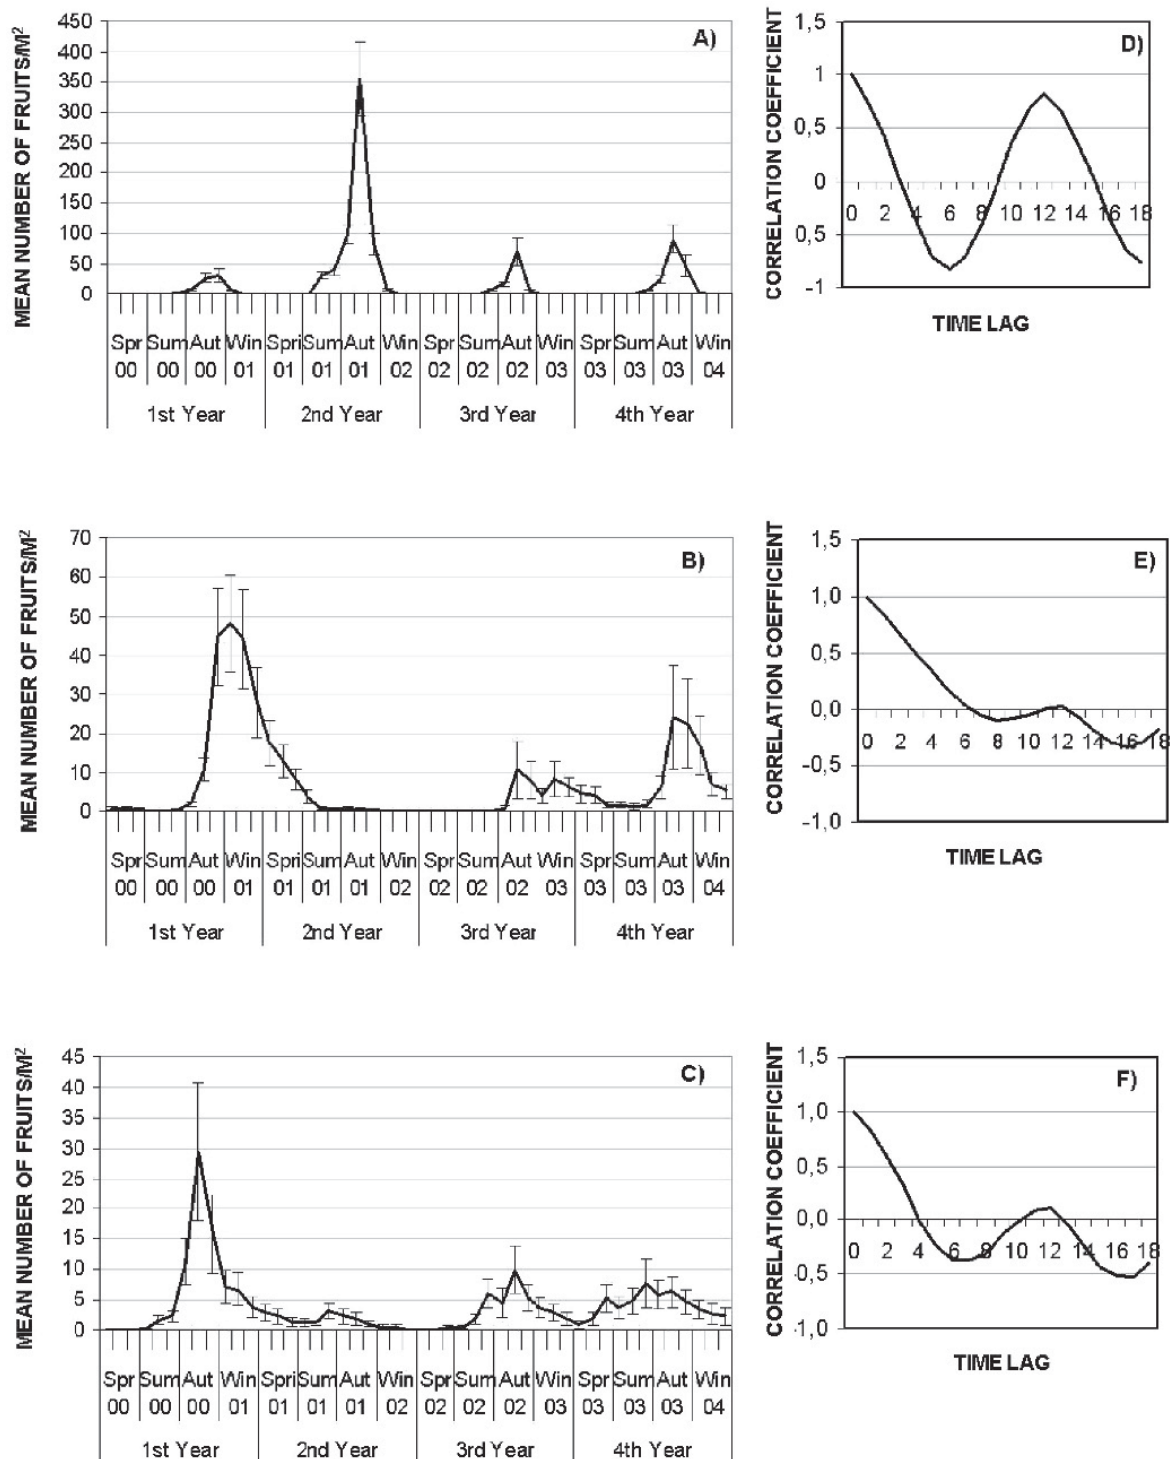 A)
MEAN NUMBER OF FRUITS/M²
450
400
350
300
250
200
150
100
50
0
Spr Sum Aut Win Spri Sum Aut Win Spr Sum Aut Win Spr Sum Aut Win
00 00 00 01 01 01 01 02 02 02 02 03 03 03 03 04
1st Year 2nd Year 3rd Year 4th Year
D)
CORRELATION COEFFICIENT
1,5
1
0,5
0
0,5
-1
0 2 4 6 8 10 12 14 16 18
TIME LAG
B)
MEAN NUMBER OF FRUITS/M²
70
60
50
40
30
20
10
0
Spr Sum Aut Win Spri Sum Aut Win Spr Sum Aut Win Spr Sum Aut Win
00 00 00 01 01 01 01 02 02 02 02 03 03 03 03 04
1st Year 2nd Year 3rd Year 4th Year
E)
CORRELATION COEFFICIENT
1,5
1,0
0,5
0,0
-0,5
-1,0
0 2 4 6 8 10 12 14 16 18
TIME LAG
C)
MEAN NUMBER OF FRUITS/M²
45
40
35
30
25
20
15
10
5
0
Spr Sum Aut Win Spri Sum Aut Win Spr Sum Aut Win Spr Sum Aut Win
00 00 00 01 01 01 01 02 02 02 02 03 03 03 03 04
1st Year 2nd Year 3rd Year 4th Year
F)
CORRELATION COEFFICIENT
1,5
1,0
0,5
0,0
-0,5
-1,0
0 2 4 6 8 10 12 14 16 18
TIME LAG